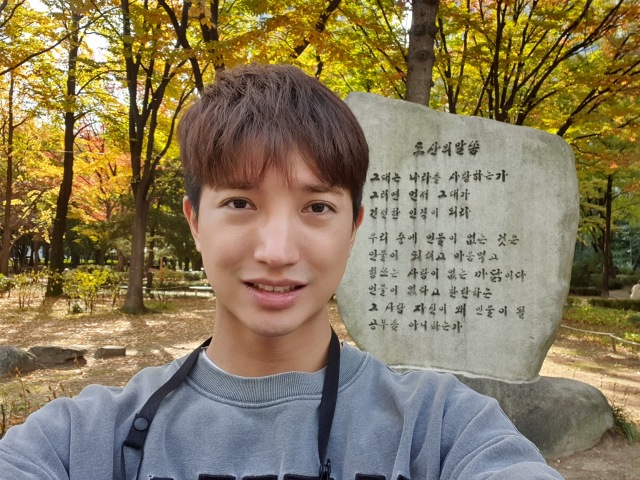 도산의 말씀
그대는 나라를 사랑하는가
그러면 먼저 그대가
건전한 인격이 되라
우리 중에 인물이 없는 것은
인물이 되려고 마음먹고
힘쓰는 사람이 없는 까닭이다
인물이 없다고 한탄하는
그 사람 자신이 왜 인물이 될
공부를 아니하는가